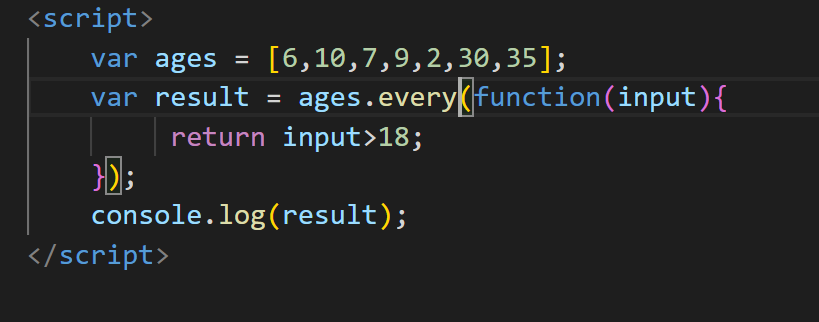 <script>
var ages = [6,10,7,9,2,30,35];
var result = ages.every(function(input){
return input>18;
});
console.log(result);
</script>